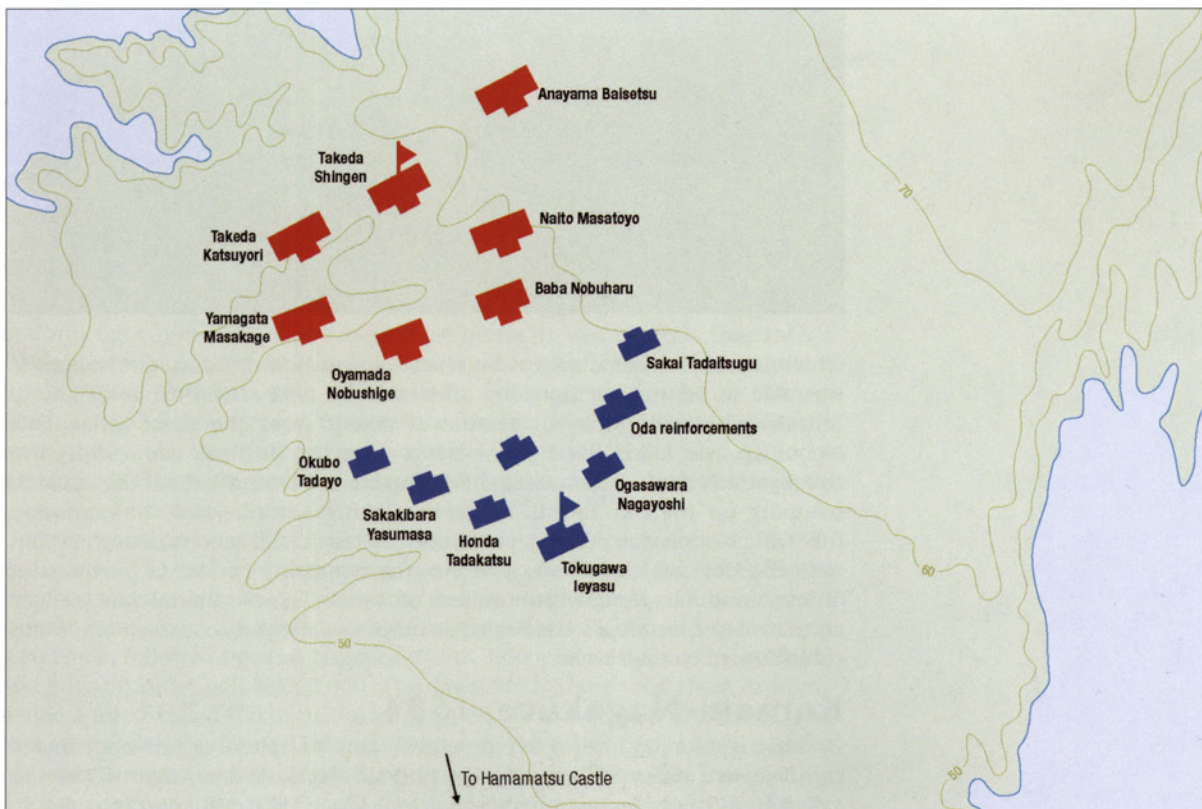 Anayama Baisetsu
Takeda
Shingen
Naito Masatoyo
Takeda
Katsuyori
70
Baba Nobuharu
Yamagata
Masakage
Sakai Tadaitsugu
Oyamada
Nobushige
Oda reinforcements
Okubo
Tadayo
Ogasawara
Nagayoshi
Sakakibara
Yasumasa
Honda
Tadakatsu
Tokugawa
Ieyasu
60
50
50
To Hamamatsu Castle